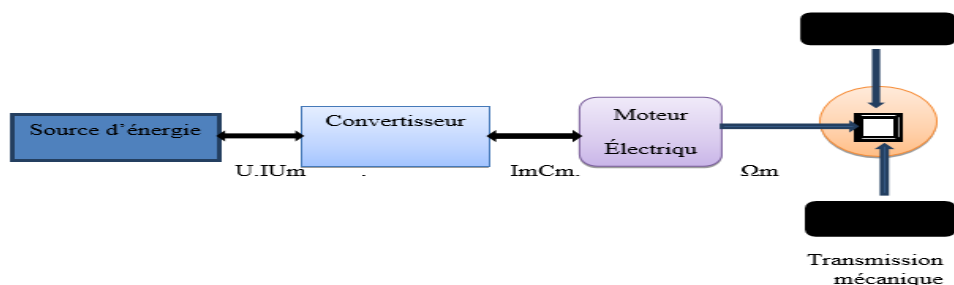 Source d'énergie
Convertisseur
Moteur
Électriqu
U.IUm
.
ImCm.
Ωm
Transmission
mécanique